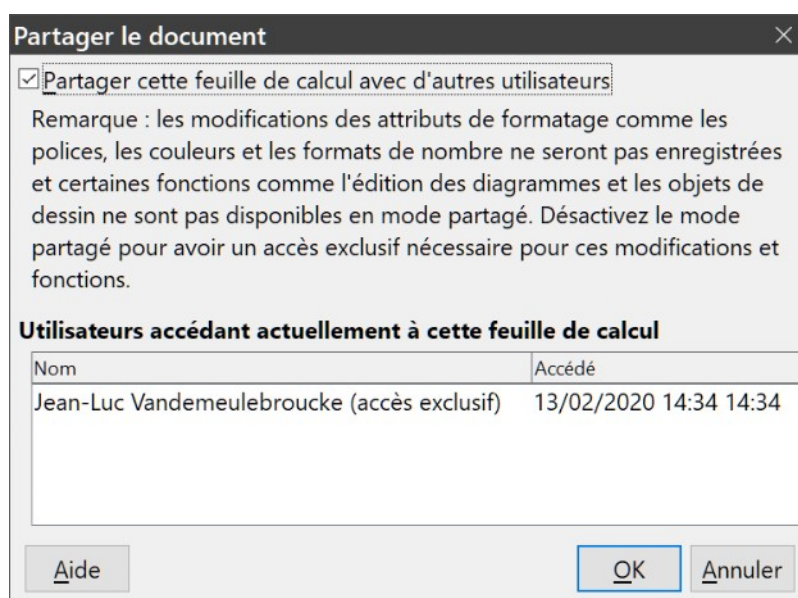 Partager le document
Partager cette feuille de calcul avec d'autres utilisateurs
Remarque : les modifications des attributs de formatage comme les
polices, les couleurs et les formats de nombre ne seront pas enregistrées
et certaines fonctions comme l'édition des diagrammes et les objets de
dessin ne sont pas disponibles en mode partagé. Désactivez le mode
partagé pour avoir un accès exclusif nécessaire pour ces modifications et
fonctions.
Utilisateurs accédant actuellement à cette feuille de calcul
Nom Accédé
Jean-Luc Vandemeulebroucke (accès exclusif) 13/02/2020 14:34 14:34
Aide OK Annuler